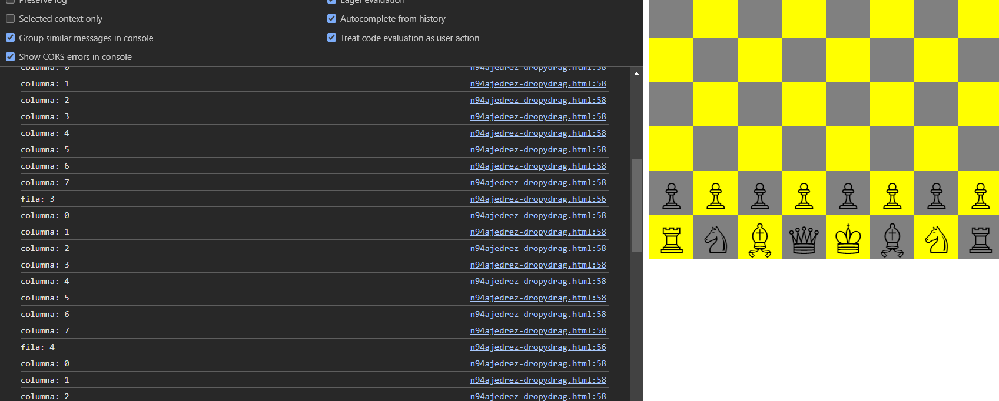 Preserve log
Eager evaluation
Selected context only
Autocomplete from history
Group similar messages in console
Treat code evaluation as user action
Show CORS errors in console
columna: 0 n94ajedrez-dropydrag.html:58
columna: 1 n94ajedrez-dropydrag.html:58
columna: 2 n94ajedrez-dropydrag.html:58
columna: 3 n94ajedrez-dropydrag.html:58
columna: 4 n94ajedrez-dropydrag.html:58
columna: 5 n94ajedrez-dropydrag.html:58
columna: 6 n94ajedrez-dropydrag.html:58
columna: 7 n94ajedrez-dropydrag.html:58
fila: 3 n94ajedrez-dropydrag.html:56
columna: 0 n94ajedrez-dropydrag.html:58
columna: 1 n94ajedrez-dropydrag.html:58
columna: 2 n94ajedrez-dropydrag.html:58
columna: 3 n94ajedrez-dropydrag.html:58
columna: 4 n94ajedrez-dropydrag.html:58
columna: 5 n94ajedrez-dropydrag.html:58
columna: 6 n94ajedrez-dropydrag.html:58
columna: 7 n94ajedrez-dropydrag.html:58
fila: 4 n94ajedrez-dropydrag.html:56
columna: 0 n94ajedrez-dropydrag.html:58
columna: 1 n94ajedrez-dropydrag.html:58
columna: 2 n94ajedrez-dropydrag.html:58